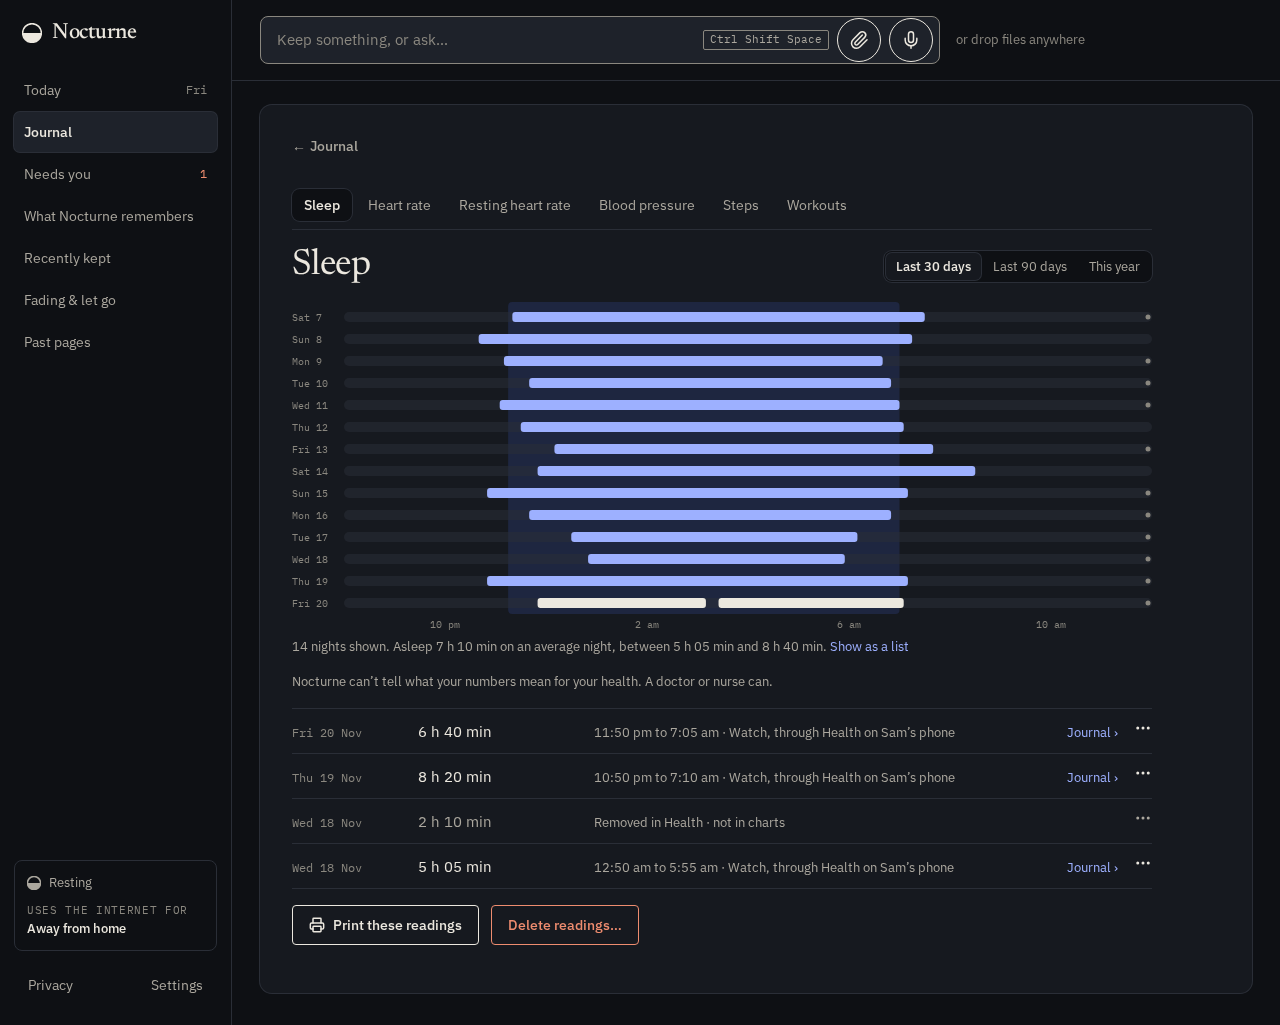 Nocturne
Keep something, or ask…
Ctrl Shift Space
or drop files anywhere
Today
Fri
Journal
Needs you
1
What Nocturne remembers
Recently kept
Fading & let go
Past pages
← Journal
Sleep
Heart rate
Resting heart rate
Blood pressure
Steps
Workouts
Sleep
Last 30 days
Last 90 days
This year
Sat 7
Sun 8
Mon 9
Tue 10
Wed 11
Thu 12
Fri 13
Sat 14
Sun 15
Mon 16
Tue 17
Wed 18
Thu 19
Fri 20
10 pm
2 am
6 am
10 am
14 nights shown. Asleep 7 h 10 min on an average night, between 5 h 05 min and 8 h 40 min. Show as a list
Nocturne can’t tell what your numbers mean for your health. A doctor or nurse can.
Fri 20 Nov
6 h 40 min
11:50 pm to 7:05 am · Watch, through Health on Sam’s phone
Journal ›
Thu 19 Nov
8 h 20 min
10:50 pm to 7:10 am · Watch, through Health on Sam’s phone
Journal ›
Wed 18 Nov
2 h 10 min
Removed in Health · not in charts
Wed 18 Nov
5 h 05 min
12:50 am to 5:55 am · Watch, through Health on Sam’s phone
Journal ›
Print these readings
Delete readings…
Resting
USES THE INTERNET FOR
Away from home
Privacy
Settings